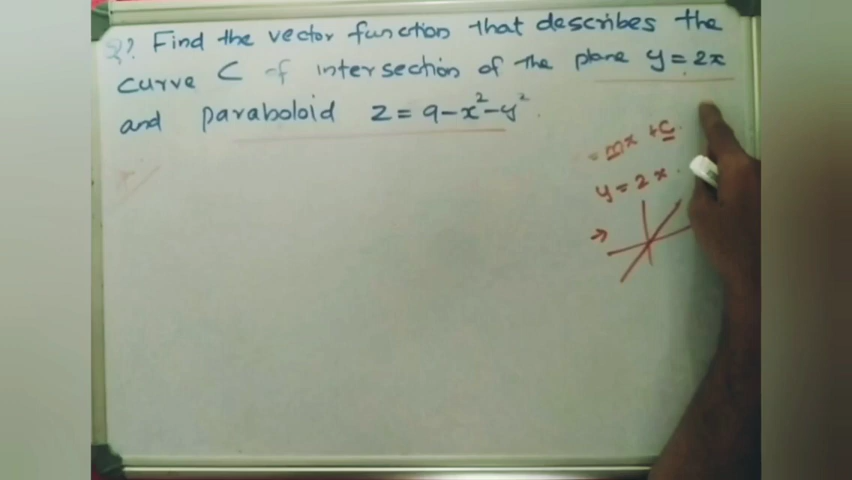 Q? Find the vector function that describes the
curve C of intersection of the plane y = 2x
and paraboloid z = 9-x²-y².
= mx + c.
y = 2x.